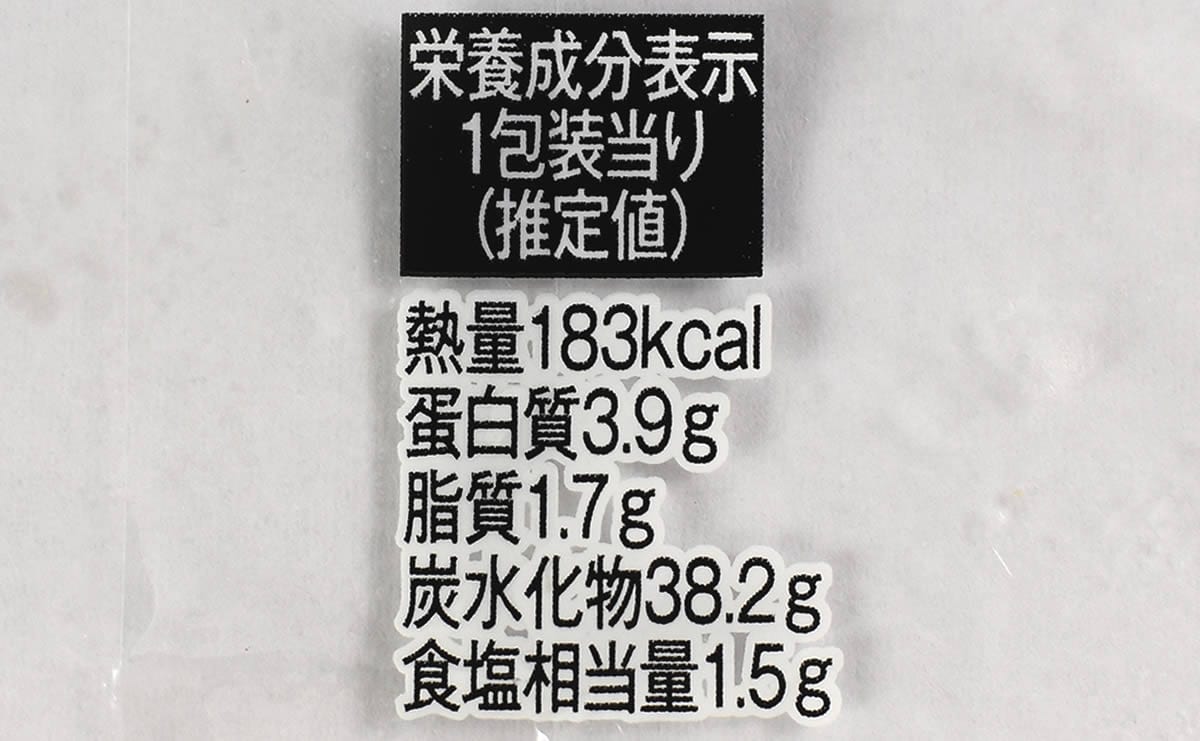 栄養成分表示
1包装当り
(推定値)
熱量183kcal
蛋白質3.9g
脂質1.7g
炭水化物38.2g
食塩相当量1.5g